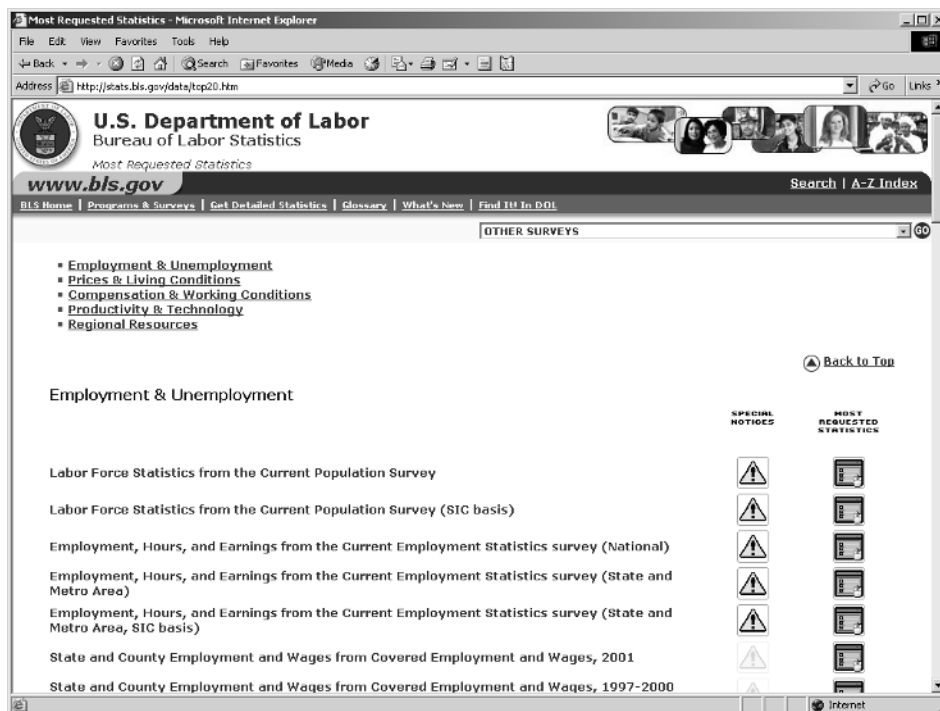 Most Requested Statistics - Microsoft Internet Explorer
File Edit View Favorites Tools Help
Back Search Favorites Media
Address http://stats.bls.gov/data/top20.htm Go Links
U.S. Department of Labor
Bureau of Labor Statistics
Most Requested Statistics
www.bls.gov Search | A-Z Index
BLS Home | Programs & Surveys | Get Detailed Statistics | Glossary | What's New | Find It! In DOL
OTHER SURVEYS GO
Employment & Unemployment
Prices & Living Conditions
Compensation & Working Conditions
Productivity & Technology
Regional Resources
Back to Top
Employment & Unemployment
SPECIAL NOTICES
MOST REQUESTED STATISTICS
Labor Force Statistics from the Current Population Survey
Labor Force Statistics from the Current Population Survey (SIC basis)
Employment, Hours, and Earnings from the Current Employment Statistics survey (National)
Employment, Hours, and Earnings from the Current Employment Statistics survey (State and
Metro Area)
Employment, Hours, and Earnings from the Current Employment Statistics survey (State and
Metro Area, SIC basis)
State and County Employment and Wages from Covered Employment and Wages, 2001
State and County Employment and Wages from Covered Employment and Wages, 1997-2000
Internet